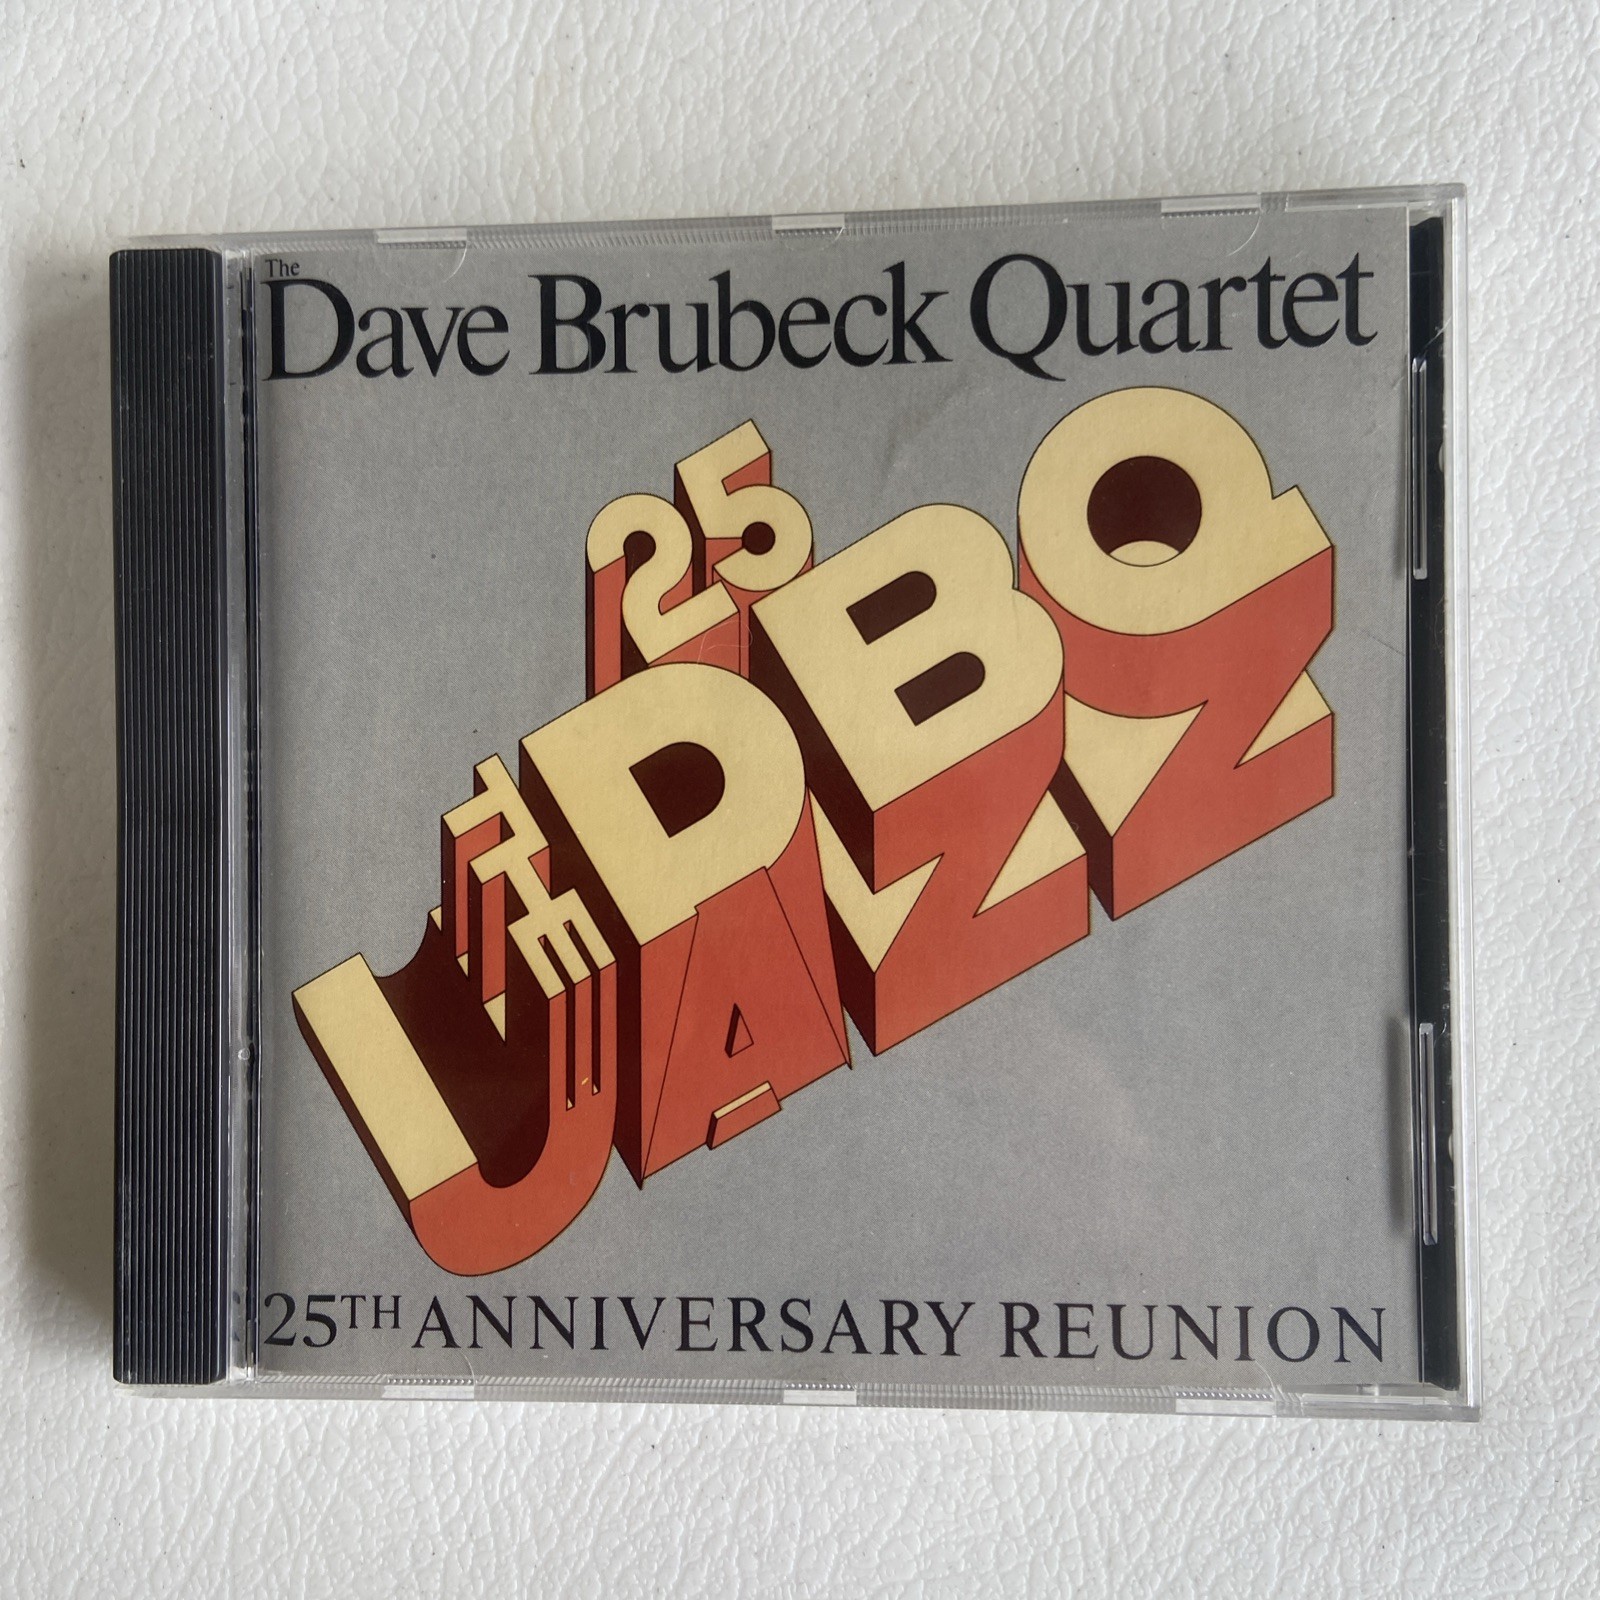 The
Dave Brubeck Quartet
25
THE
DBQ
JAZZ
25TH ANNIVERSARY REUNION